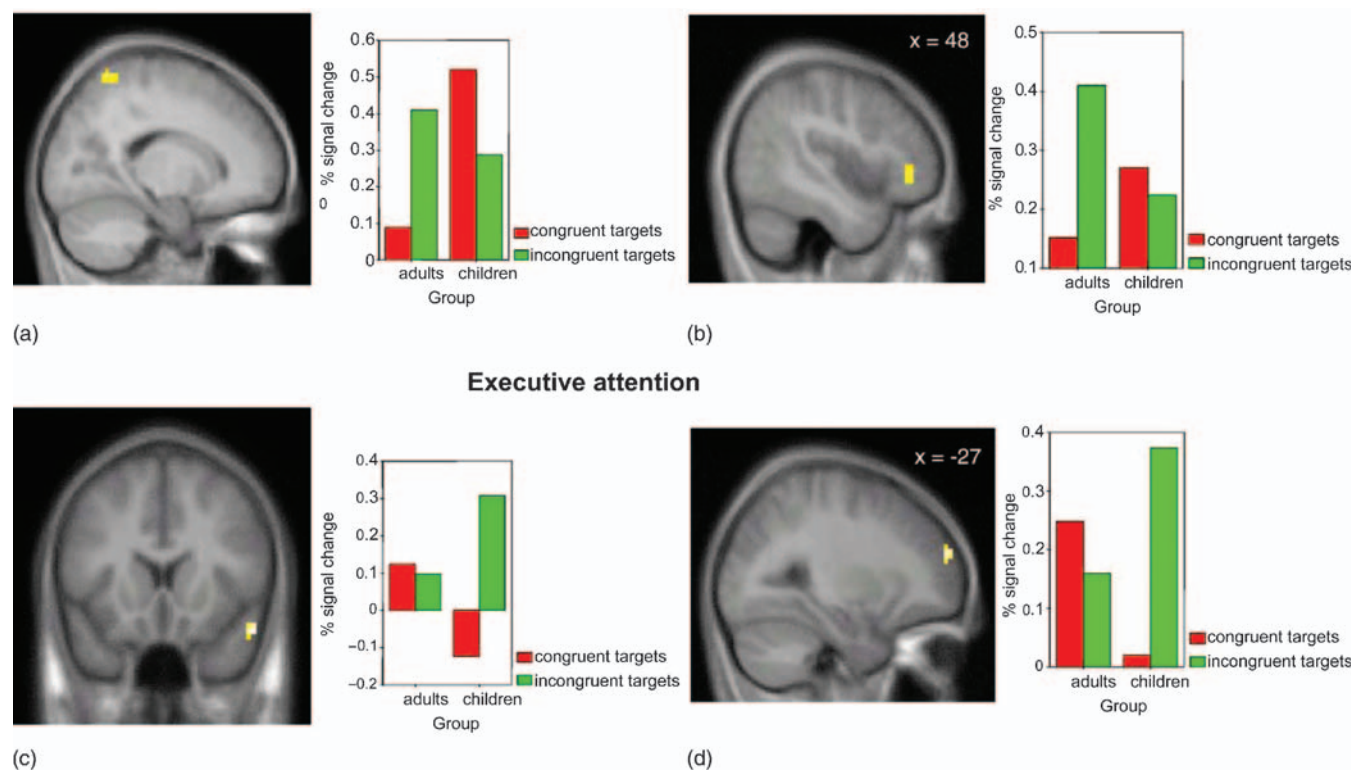 0.6
0.5
0.4
0.3
0.2
0.1
0
% signal change
o
congruent targets
incongruent targets
adults children
Group
(a)
x = 48
0.5
0.4
0.3
0.2
0.1
% signal change
congruent targets
incongruent targets
adults children
Group
(b)
Executive attention
0.4
0.3
0.2
0.1
0
–0.1
–0.2
% signal change
congruent targets
incongruent targets
adults children
Group
(c)
x = -27
0.4
0.3
0.2
0.1
0
% signal change
congruent targets
incongruent targets
adults children
Group
(d)